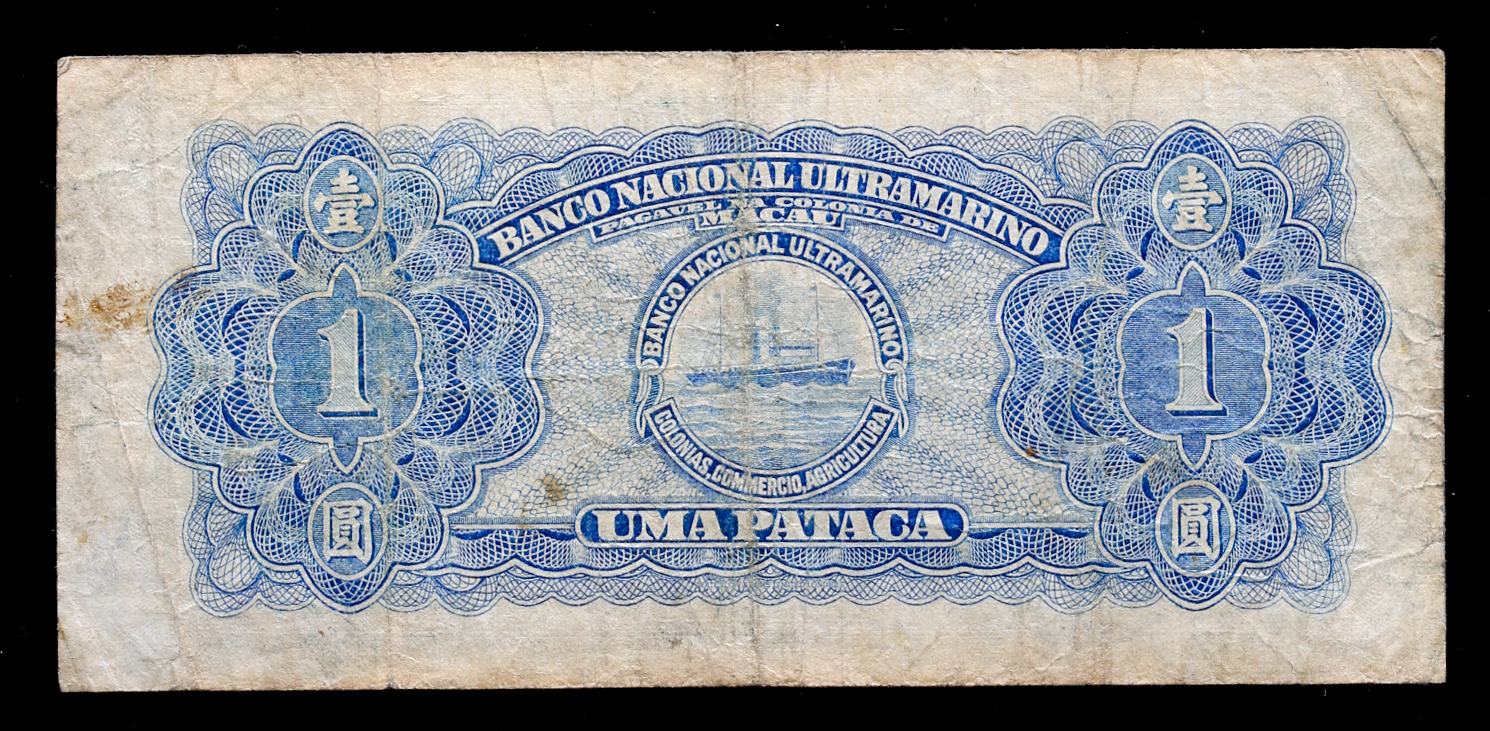 BANCO NACIONAL ULTRAMARINO
PAGAVEL NA COLONIA DE
MACAU
壹
壹
BANCO NACIONAL ULTRAMARINO
1
1
COLONIAS, COMMERCIO, AGRICULTURA
圓
圓
UMA PATACA